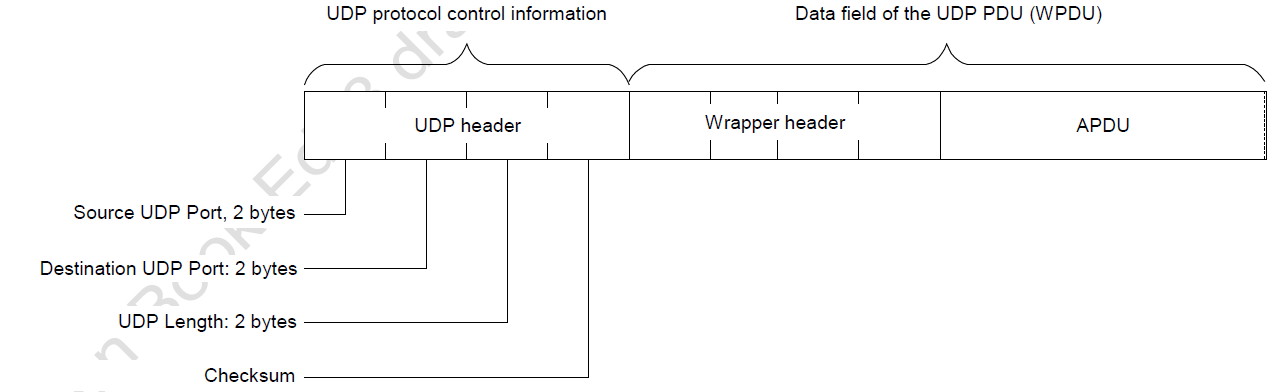 UDP protocol control information
Data field of the UDP PDU (WPDU)
UDP header
Wrapper header
APDU
Source UDP Port, 2 bytes
Destination UDP Port: 2 bytes
UDP Length: 2 bytes
Checksum